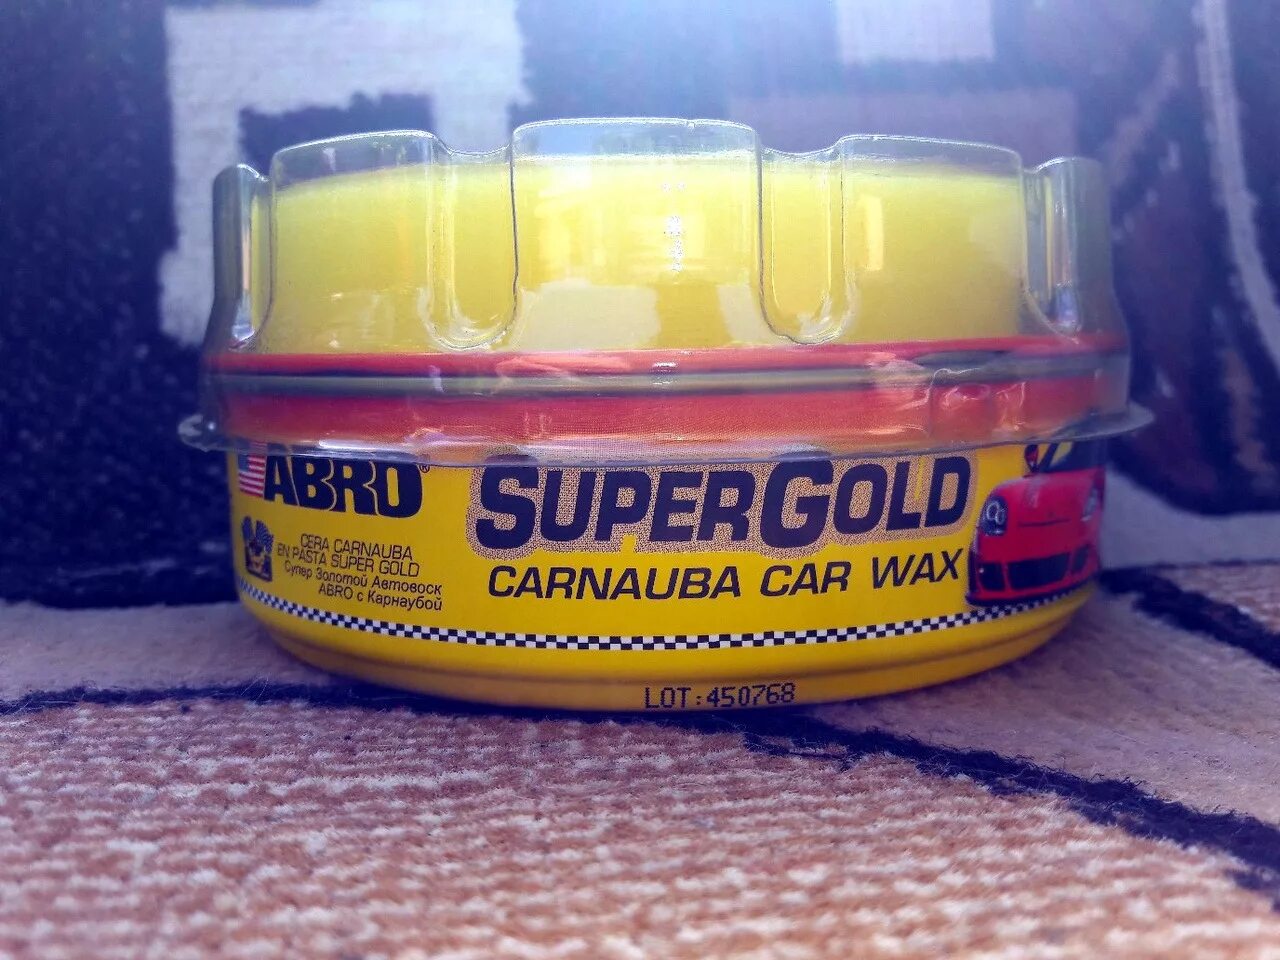 ABRO®
CERA CARNAUBA
EN PASTA SUPER GOLD
Супер Золотой Автовоск
ABRO с Карнаубой
SUPERGOLD
CARNAUBA CAR WAX
LOT:450768